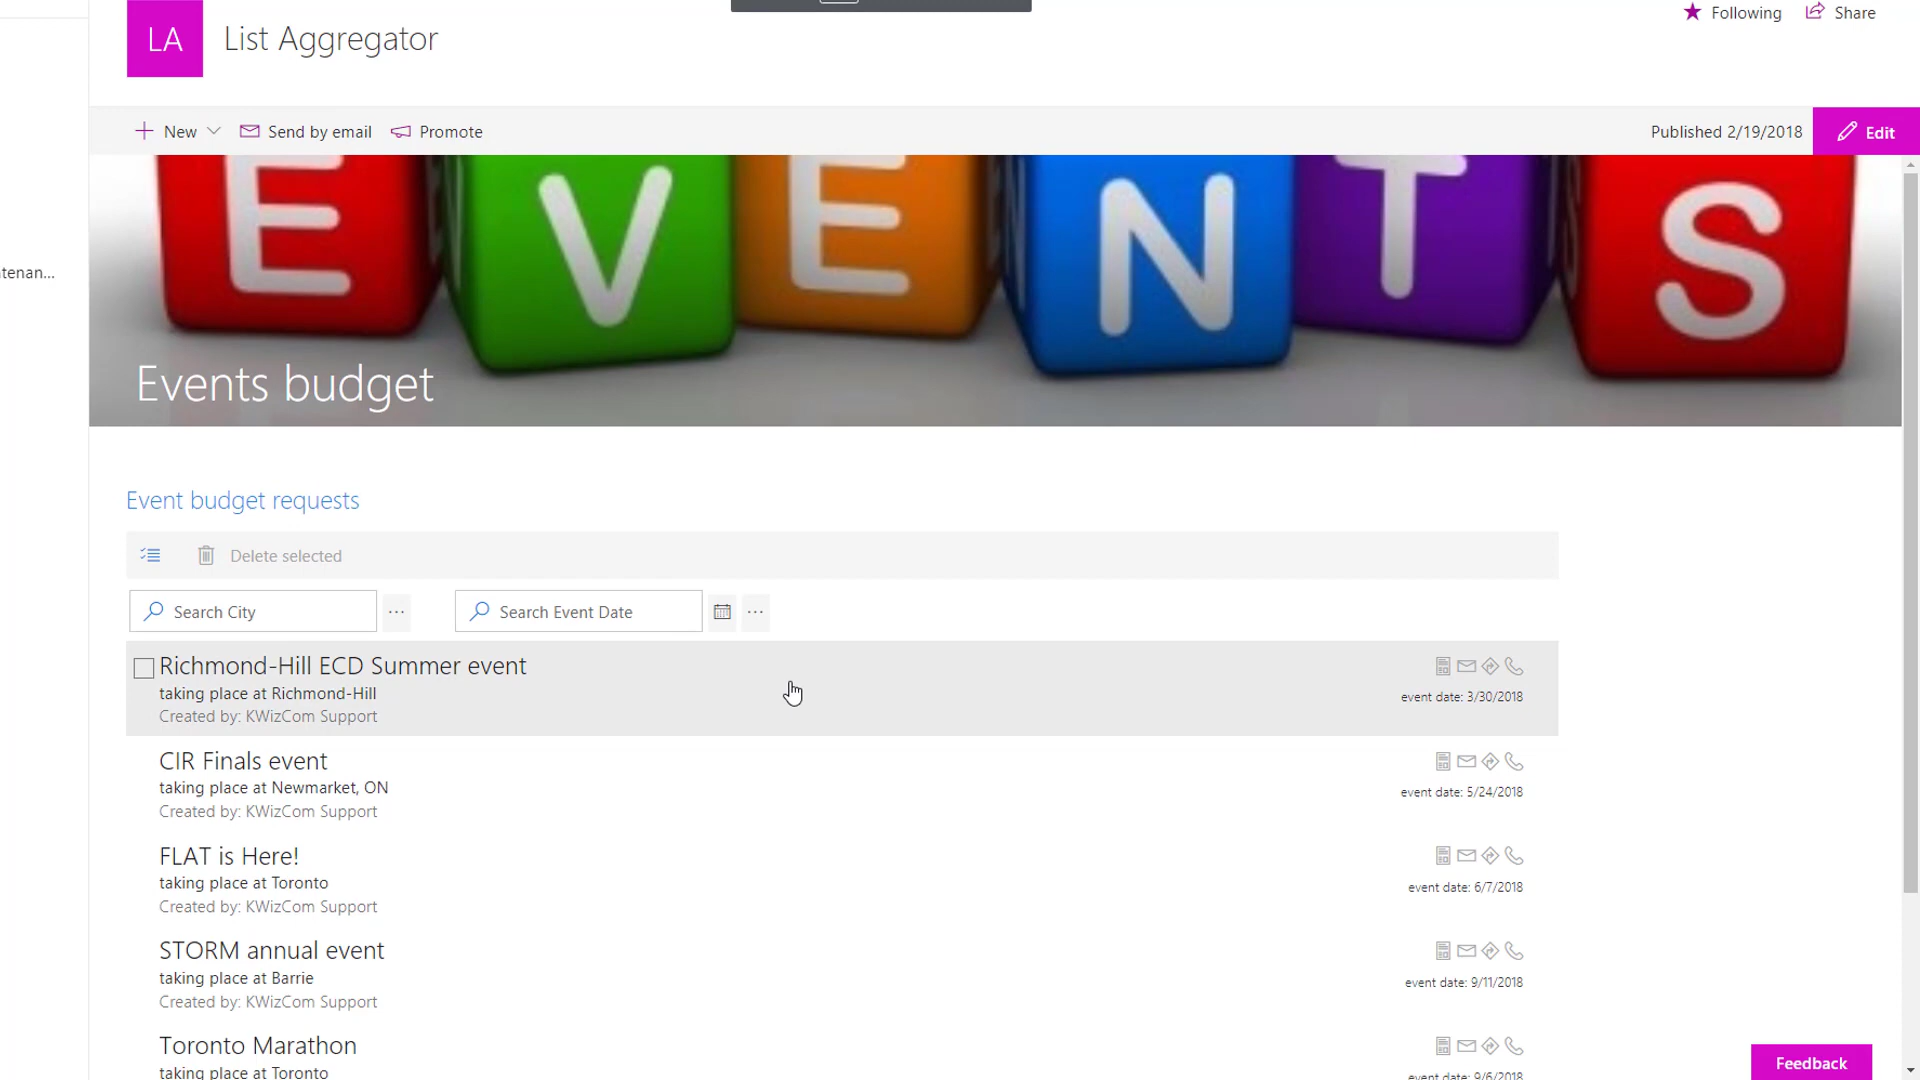 LA
List Aggregator
Following
Share
New
Send by email
Promote
Published 2/19/2018
Edit
EVENTS
Events budget
tenan...
Event budget requests
Delete selected
Search City
...
Search Event Date
...
Richmond-Hill ECD Summer event
taking place at Richmond-Hill
Created by: KWizCom Support
event date: 3/30/2018
CIR Finals event
taking place at Newmarket, ON
Created by: KWizCom Support
event date: 5/24/2018
FLAT is Here!
taking place at Toronto
Created by: KWizCom Support
event date: 6/7/2018
STORM annual event
taking place at Barrie
Created by: KWizCom Support
event date: 9/11/2018
Toronto Marathon
taking place at Toronto
event date: 9/6/2018
Feedback